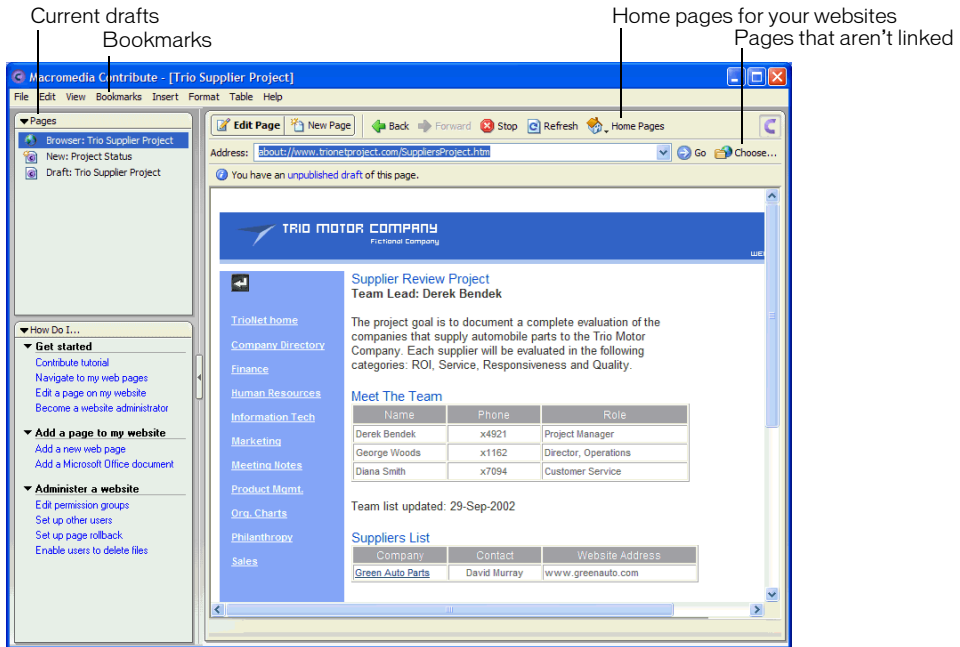 Current drafts
Bookmarks
Home pages for your websites
Pages that aren't linked
Macromedia Contribute - [Trio Supplier Project]
File Edit View Bookmarks Insert Format Table Help
Pages
Browser: Trio Supplier Project
New: Project Status
Draft: Trio Supplier Project
How Do I...
Get started
Contribute tutorial
Navigate to my web pages
Edit a page on my website
Become a website administrator
Add a page to my website
Add a new web page
Add a Microsoft Office document
Administer a website
Edit permission groups
Set up other users
Set up page rollback
Enable users to delete files
Edit Page New Page Back Forward Stop Refresh Home Pages
Address: about://www.trionetproject.com/SuppliersProject.htm Go Choose...
You have an unpublished draft of this page.
TRIO MOTOR COMPANY
Fictional Company
WE
TrioNet home
Company Directory
Finance
Human Resources
Information Tech
Marketing
Meeting Notes
Product Mgmt.
Org. Charts
Philanthropy
Sales
Supplier Review Project
Team Lead: Derek Bendek
The project goal is to document a complete evaluation of the
companies that supply automobile parts to the Trio Motor
Company. Each supplier will be evaluated in the following
categories: ROI, Service, Responsiveness and Quality.
Meet The Team
Name Phone Role
Derek Bendek x4921 Project Manager
George Woods x1162 Director, Operations
Diana Smith x7094 Customer Service
Team list updated: 29-Sep-2002
Suppliers List
Company Contact Website Address
Green Auto Parts David Murray www.greenauto.com